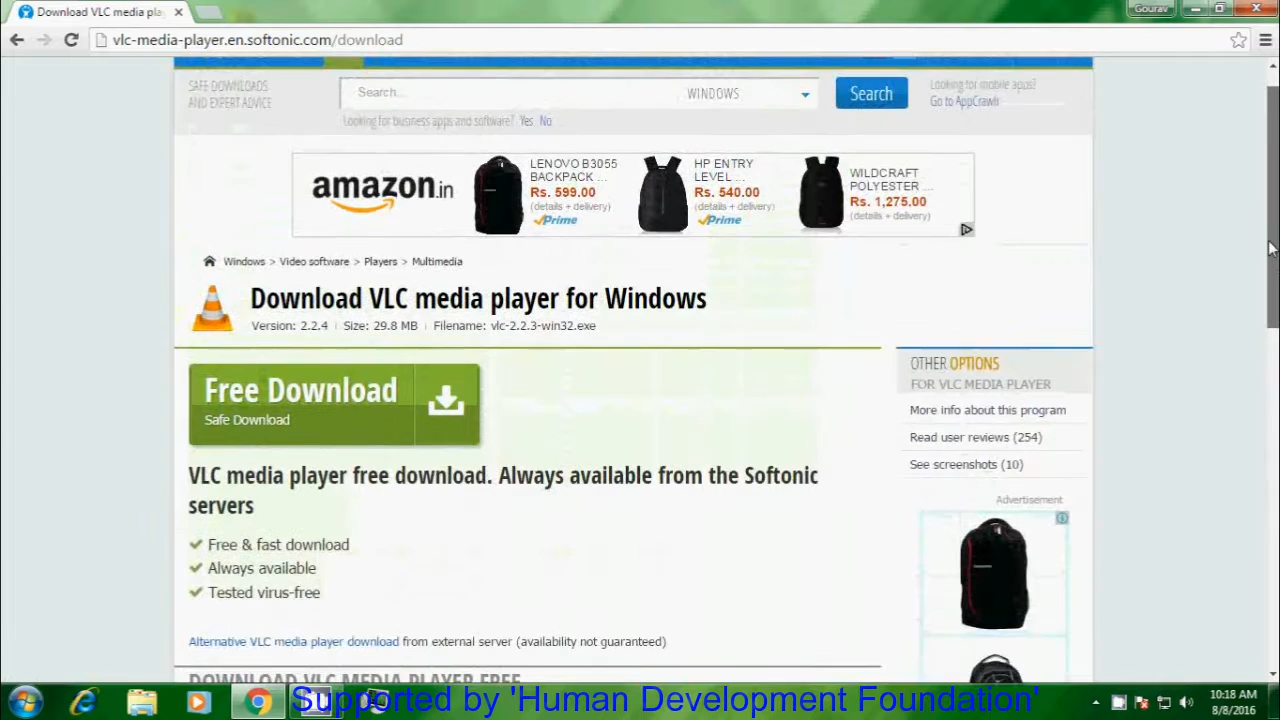 Download VLC media pla
Gourav
vlc-media-player.en.softonic.com/download
SAFE DOWNLOADS
AND EXPERT ADVICE
Search...
WINDOWS
Search
Looking for mobile apps?
Go to AppCrawlr
Looking for business apps and software? Yes No
amazon.in
LENOVO B3055
BACKPACK ...
Rs. 599.00
(details + delivery)
Prime
HP ENTRY
LEVEL ...
Rs. 540.00
(details + delivery)
Prime
WILDCRAFT
POLYESTER ...
Rs. 1,275.00
(details + delivery)
Windows > Video software > Players > Multimedia
Download VLC media player for Windows
Version: 2.2.4 Size: 29.8 MB Filename: vlc-2.2.3-win32.exe
Free Download
Safe Download
VLC media player free download. Always available from the Softonic
servers
Free & fast download
Always available
Tested virus-free
Alternative VLC media player download from external server (availability not guaranteed)
DOWNLOAD VLC MEDIA PLAYER FREE
OTHER OPTIONS
FOR VLC MEDIA PLAYER
More info about this program
Read user reviews (254)
See screenshots (10)
Advertisement
Supported by 'Human Development Foundation'
10:18 AM
8/8/2016